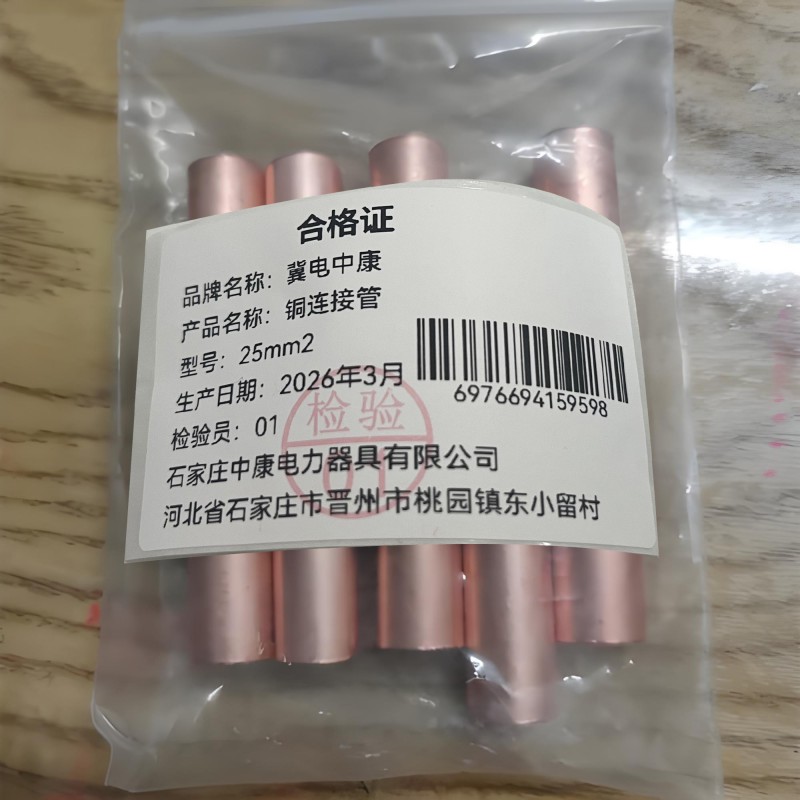 合格证
品牌名称：冀电中康
产品名称：铜连接管
型号：25mm2
生产日期：2026年3月
6976694159598
检验员：01
检验
01
石家庄中康电力器具有限公司
河北省石家庄市晋州市桃园镇东小留村